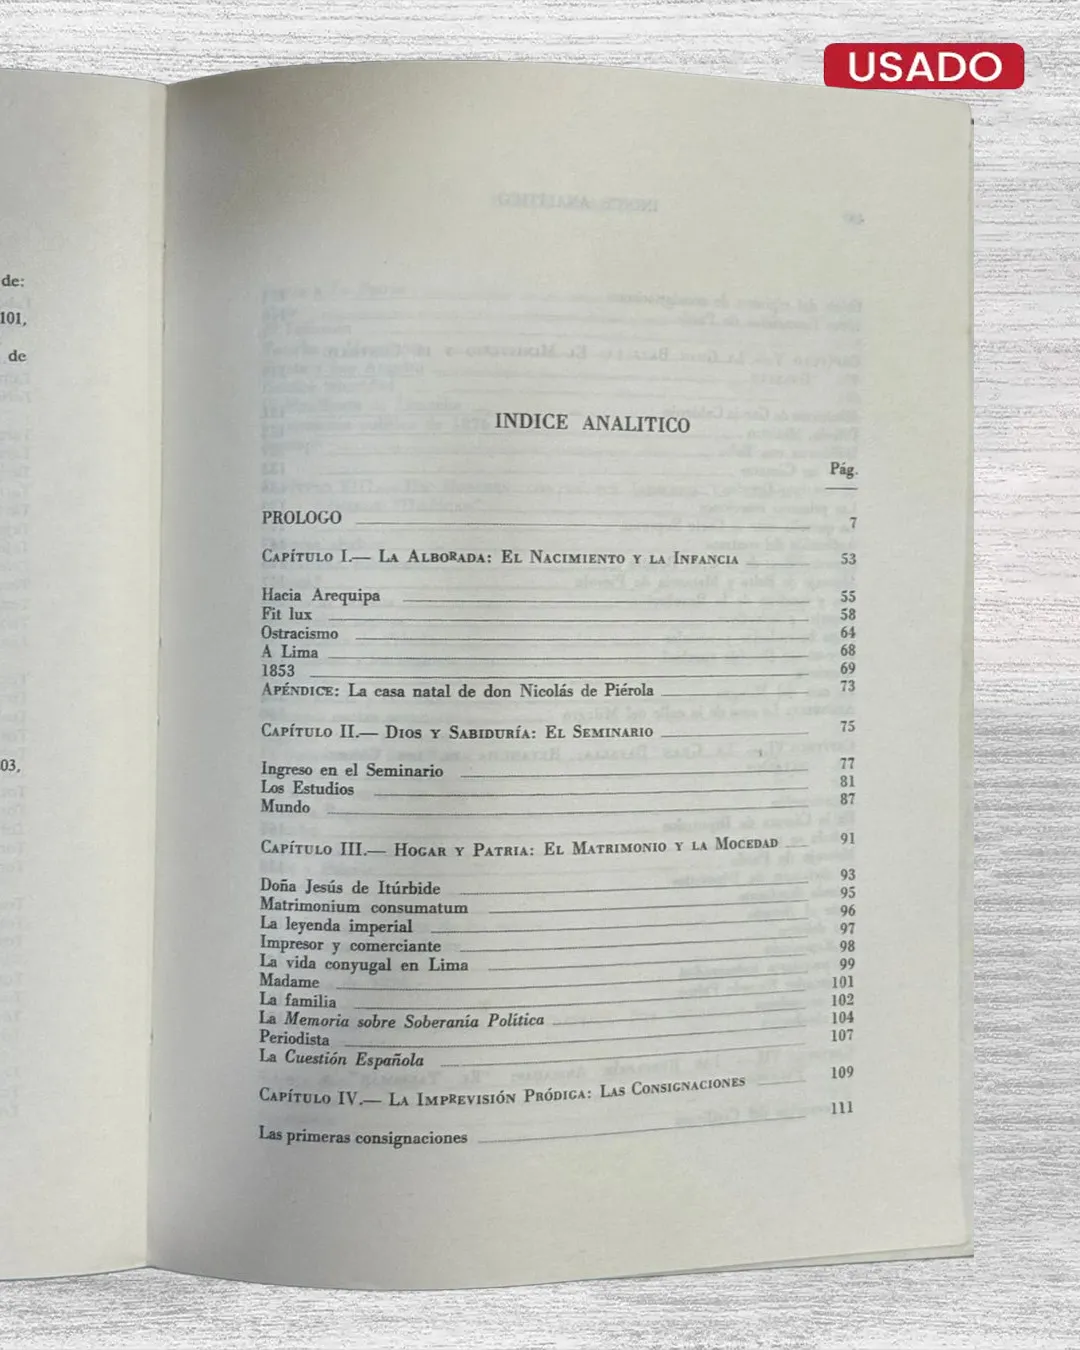 USADO
de:
101,
de
03,
INDICE ANALITICO
Pág.
PROLOGO 7
CAPÍTULO I.— LA ALBORADA: EL NACIMIENTO Y LA INFANCIA 53
Hacia Arequipa 55
Fit lux 58
Ostracismo 64
A Lima 68
1853 69
APÉNDICE: La casa natal de don Nicolás de Piérola 73
CAPÍTULO II.— DIOS Y SABIDURÍA: EL SEMINARIO 75
Ingreso en el Seminario 77
Los Estudios 81
Mundo 87
CAPÍTULO III.— HOGAR Y PATRIA: EL MATRIMONIO Y LA MOCEDAD 91
Doña Jesús de Itúrbide 93
Matrimonium consumatum 95
La leyenda imperial 96
Impresor y comerciante 97
La vida conyugal en Lima 98
Madame 99
La familia 101
La Memoria sobre Soberanía Política 102
Periodista 104
La Cuestión Española 107
CAPÍTULO IV.— LA IMPREVISIÓN PRÓDIGA: LAS CONSIGNACIONES 109
Las primeras consignaciones 111